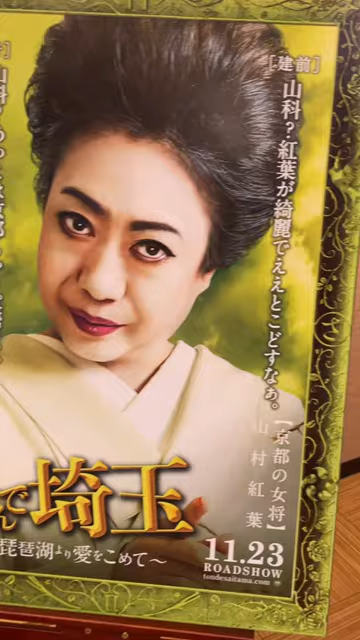 [建前]
山科?紅葉が綺麗でええとこどすなぁ。
【京都の女将】
山村紅葉
んで
ん
埼玉
琵琶湖より愛をこめて～
11.23
ROADSHOW
tondesaitama.com